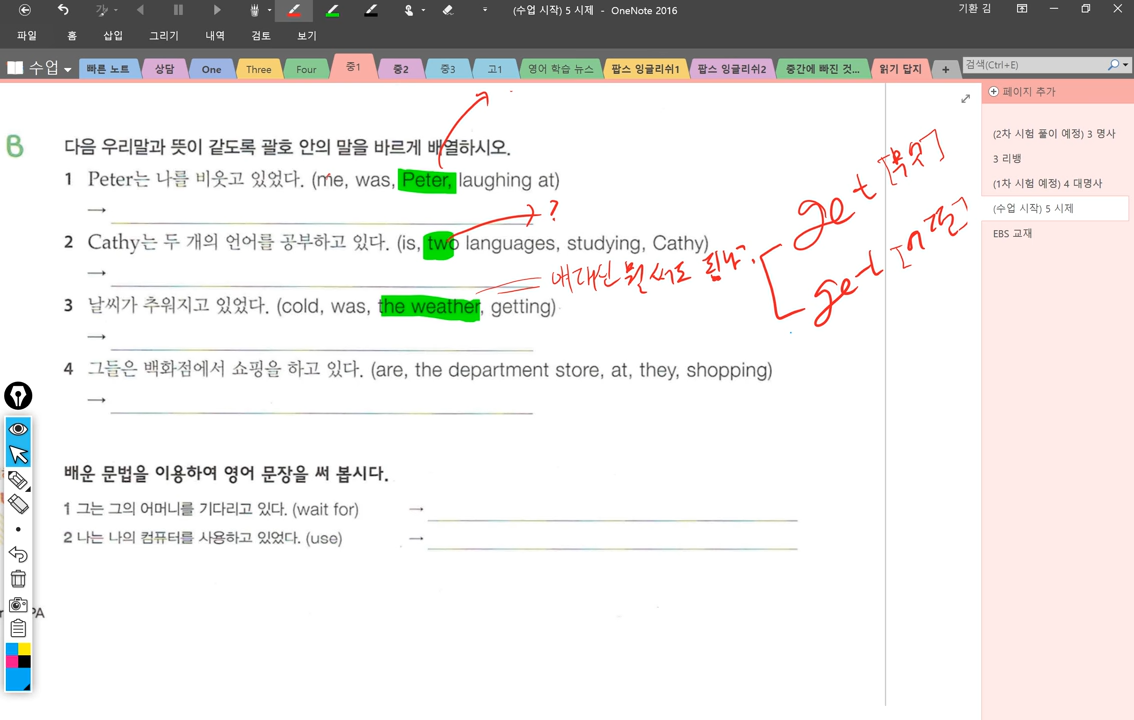 (수업 시작) 5 시제 - OneNote 2016
기환 김
파일 홈 삽입 그리기 내역 검토 보기
수업 빠른 노트 상담 One Three Four 중1 중2 중3 고1 영어 학습 뉴스 팝스 잉글리쉬1 팝스 잉글리쉬2 중간에 빠진 것... 읽기 답지 + 검색(Ctrl+E)
페이지 추가
(2차 시험 풀이 예정) 3 명사
3 리뱅
(1차 시험 예정) 4 대명사
(수업 시작) 5 시제
EBS 교재
B 다음 우리말과 뜻이 같도록 괄호 안의 말을 바르게 배열하시오.
1 Peter는 나를 비웃고 있었다. (me, was, Peter, laughing at)
→
?
2 Cathy는 두 개의 언어를 공부하고 있다. (is, two languages, studying, Cathy)
→
얘 대신 뭘 써도 됩니까?
get
get
3 날씨가 추워지고 있었다. (cold, was, the weather, getting)
→
4 그들은 백화점에서 쇼핑을 하고 있다. (are, the department store, at, they, shopping)
→
배운 문법을 이용하여 영어 문장을 써 봅시다.
1 그는 그의 어머니를 기다리고 있다. (wait for) →
2 나는 나의 컴퓨터를 사용하고 있었다. (use) →
PA